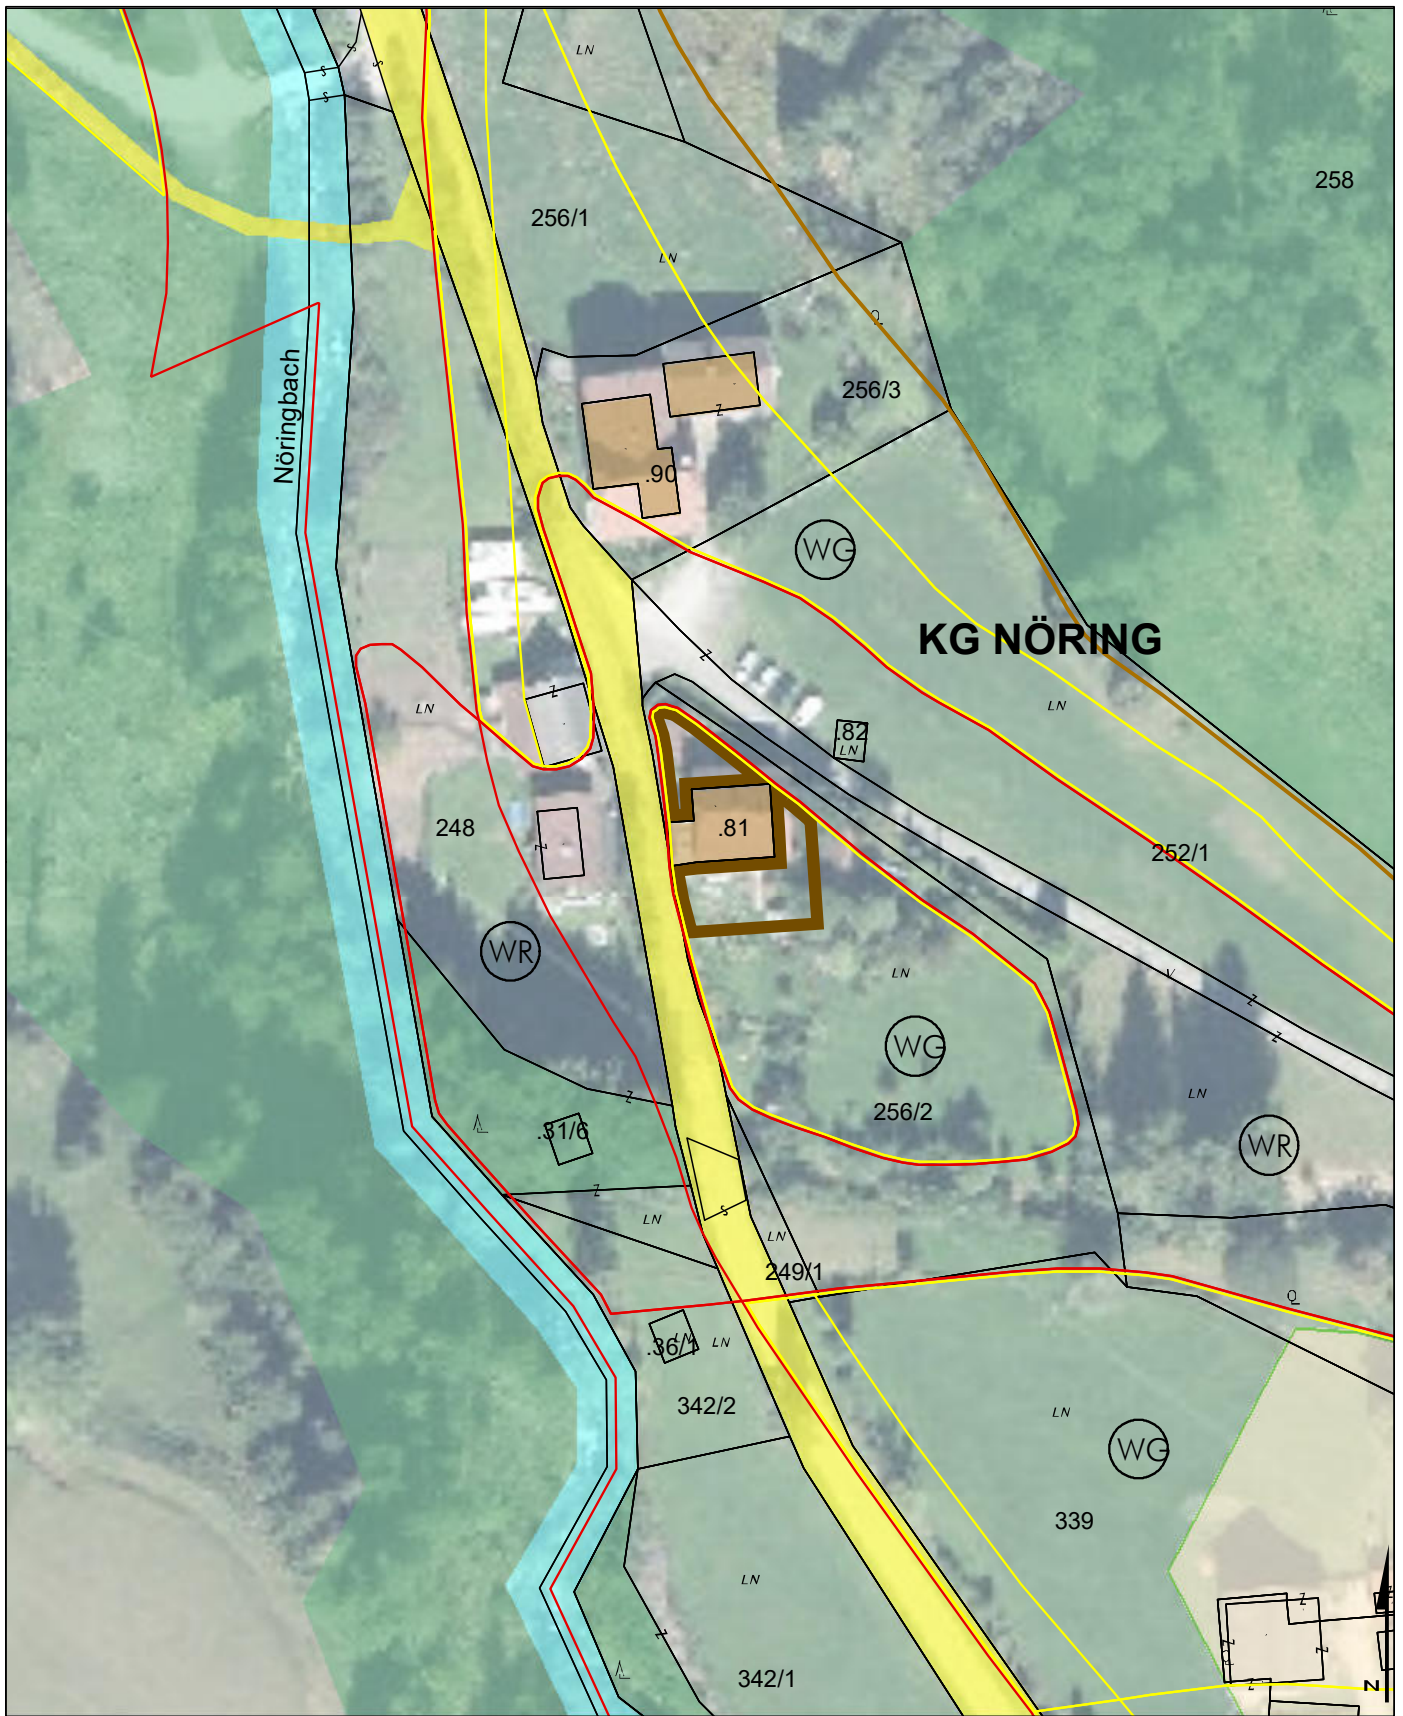 LN
258
256/1
LN
256/3
Nöringbach
Z
.90
WG
KG NÖRING
Z
Z
LN
LN
.82
LN
248
.81
252/1
Z
WR
LN
V
Z
Z
WG
LN
256/2
Z
.31/6
WR
Z
LN
S
LN
249/1
.36/1
LN
LN
342/2
LN
WG
339
LN
Z
Z
342/1
Z
Z
N